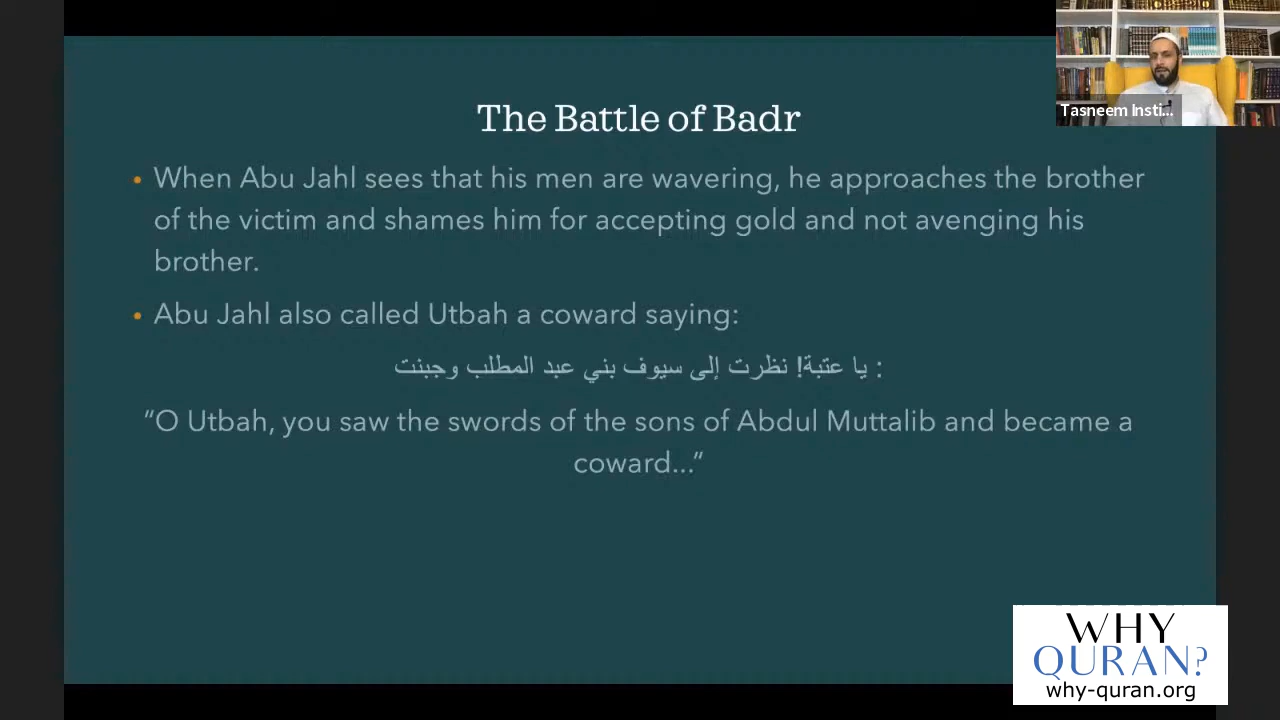 Tasneem Insti...
The Battle of Badr
• When Abu Jahl sees that his men are wavering, he approaches the brother
of the victim and shames him for accepting gold and not avenging his
brother.
• Abu Jahl also called Utbah a coward saying:
: يا عتبة! نظرت إلى سيوف بني عبد المطلب وجبنت
“O Utbah, you saw the swords of the sons of Abdul Muttalib and became a
coward...”
WHY
QURAN?
why-quran.org